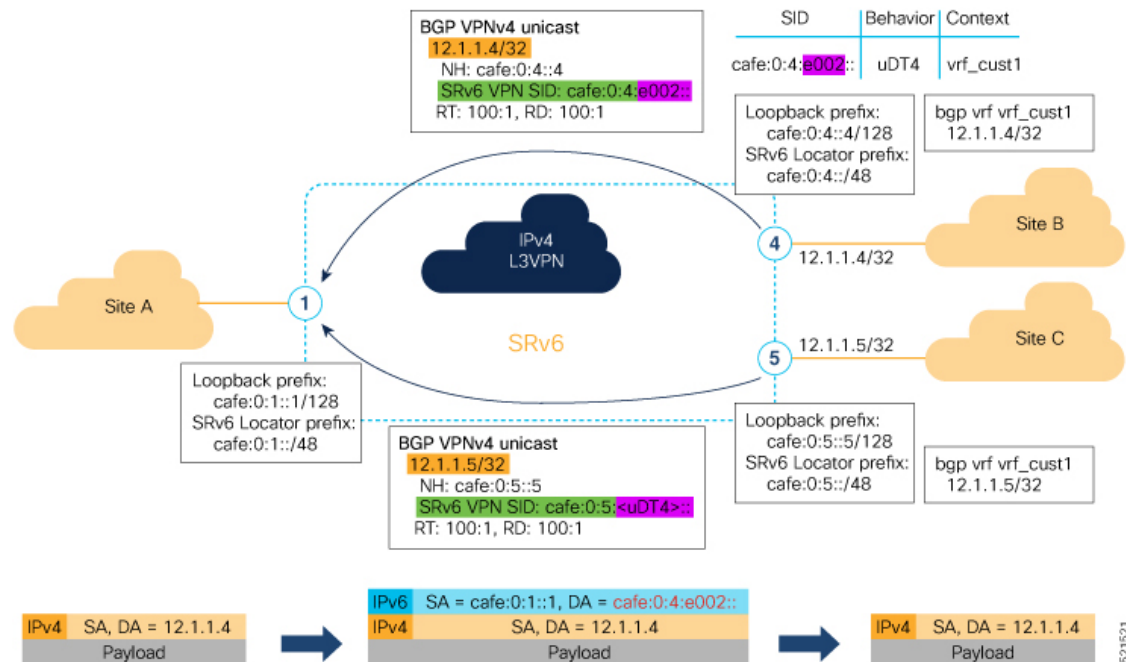 BGP VPNv4 unicast
12.1.1.4/32
NH: cafe:0:4::4
SRv6 VPN SID: cafe:0:4:e002::
RT: 100:1, RD: 100:1
SID Behavior Context
cafe:0:4:e002:: uDT4 vrf_cust1
Loopback prefix:
cafe:0:4::4/128
SRv6 Locator prefix:
cafe:0:4::/48
bgp vrf vrf_cust1
12.1.1.4/32
IPv4
L3VPN
Site A
1
SRv6
4
12.1.1.4/32
Site B
5
12.1.1.5/32
Site C
Loopback prefix:
cafe:0:1::1/128
SRv6 Locator prefix:
cafe:0:1::/48
BGP VPNv4 unicast
12.1.1.5/32
NH: cafe:0:5::5
SRv6 VPN SID: cafe:0:5:<uDT4>::
RT: 100:1, RD: 100:1
Loopback prefix:
cafe:0:5::5/128
SRv6 Locator prefix:
cafe:0:5::/48
bgp vrf vrf_cust1
12.1.1.5/32
IPv4 SA, DA = 12.1.1.4
Payload
IPv6 SA = cafe:0:1::1, DA = cafe:0:4:e002::
IPv4 SA, DA = 12.1.1.4
Payload
IPv4 SA, DA = 12.1.1.4
Payload
521521